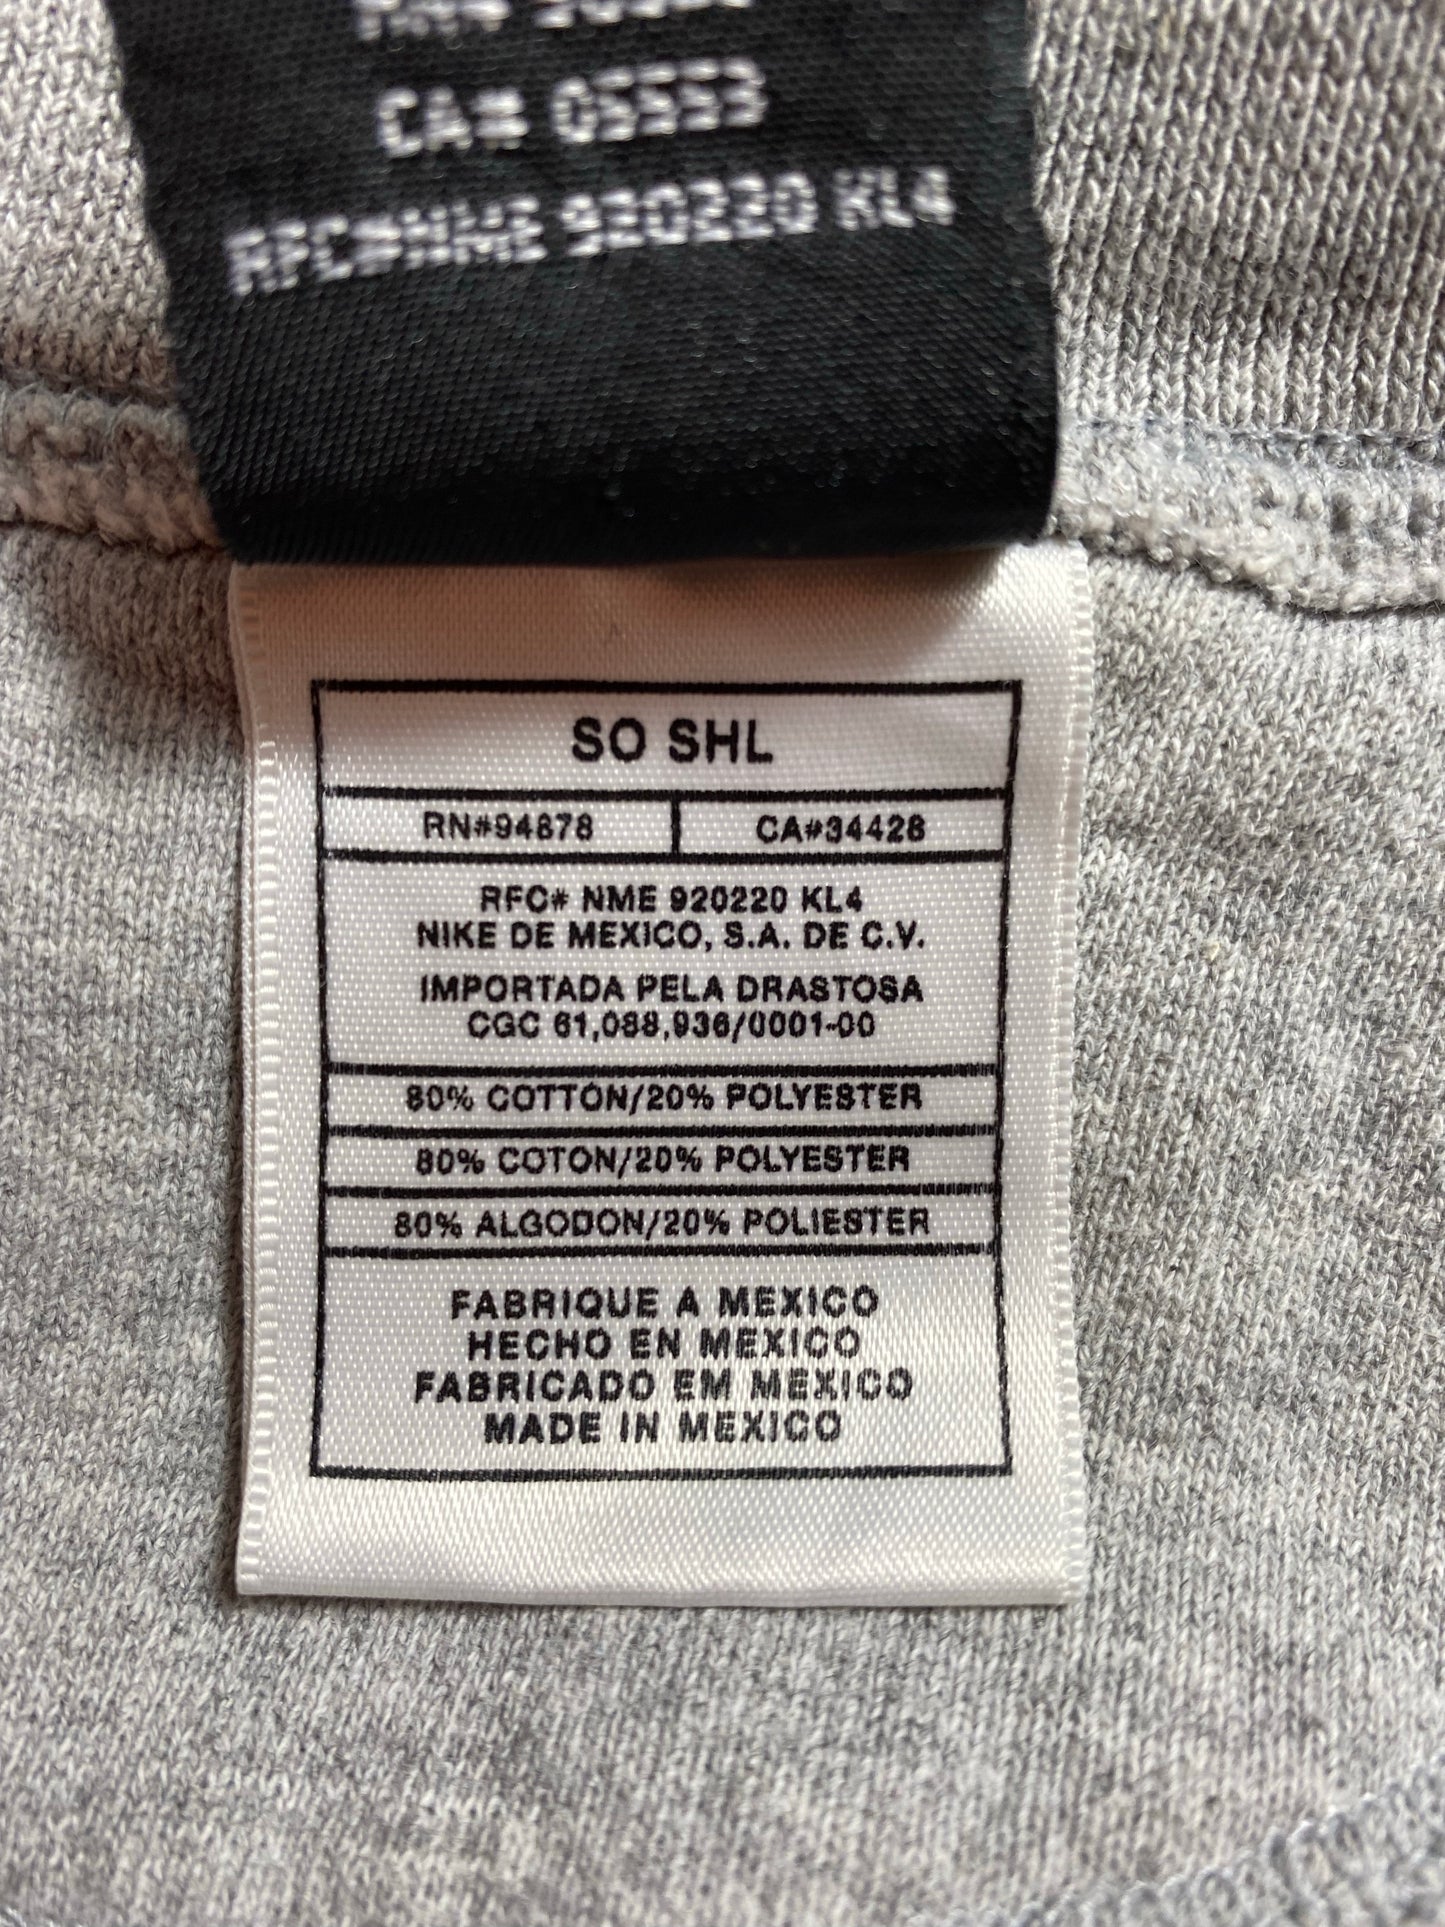 CA# 05553
RFC#NME 920220 KL4
SO SHL
RN#94878 CA#34428
RFC# NME 920220 KL4
NIKE DE MEXICO, S.A. DE C.V.
IMPORTADA PELA DRASTOSA
CGC 61,088,936/0001-00
80% COTTON/20% POLYESTER
80% COTON/20% POLYESTER
80% ALGODON/20% POLIESTER
FABRIQUE A MEXICO
HECHO EN MEXICO
FABRICADO EM MEXICO
MADE IN MEXICO